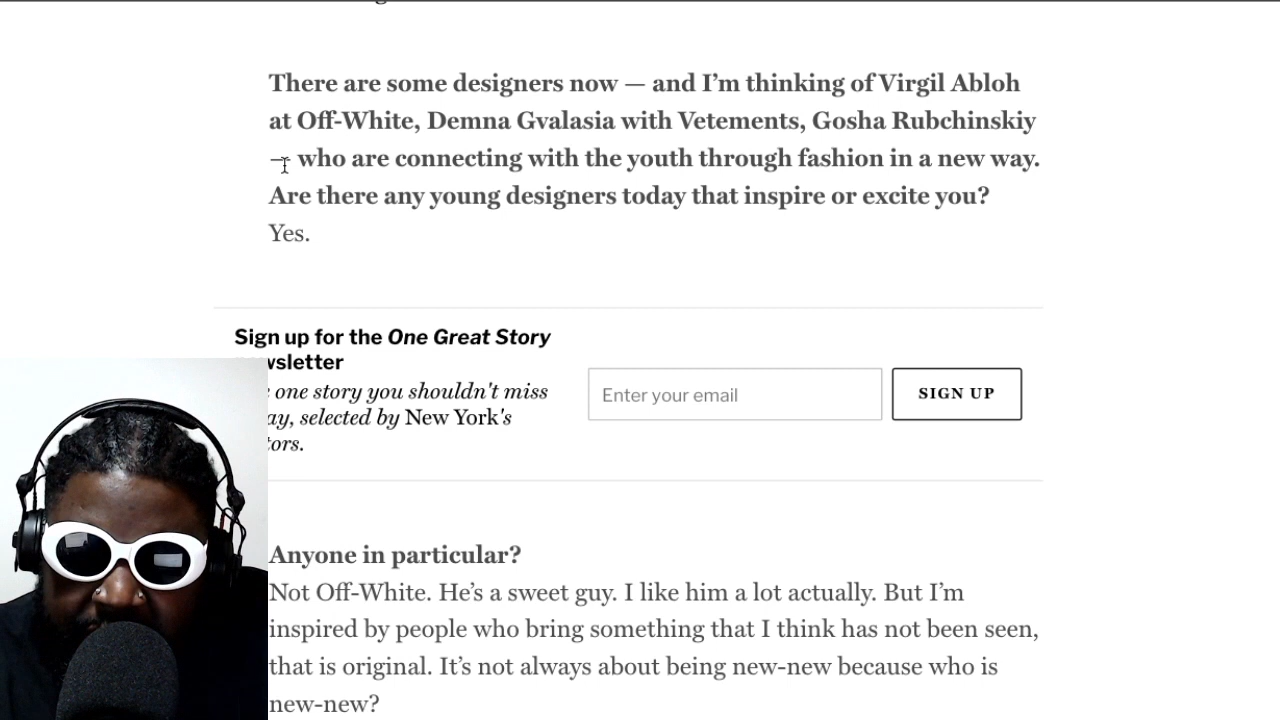 There are some designers now — and I’m thinking of Virgil Abloh
at Off-White, Demna Gvalasia with Vetements, Gosha Rubchinskiy
— who are connecting with the youth through fashion in a new way.
Are there any young designers today that inspire or excite you?
Yes.
Sign up for the One Great Story
wsletter
one story you shouldn't miss
ay, selected by New York's
tors.
Enter your email
SIGN UP
Anyone in particular?
Not Off-White. He’s a sweet guy. I like him a lot actually. But I’m
inspired by people who bring something that I think has not been seen,
that is original. It’s not always about being new-new because who is
new-new?